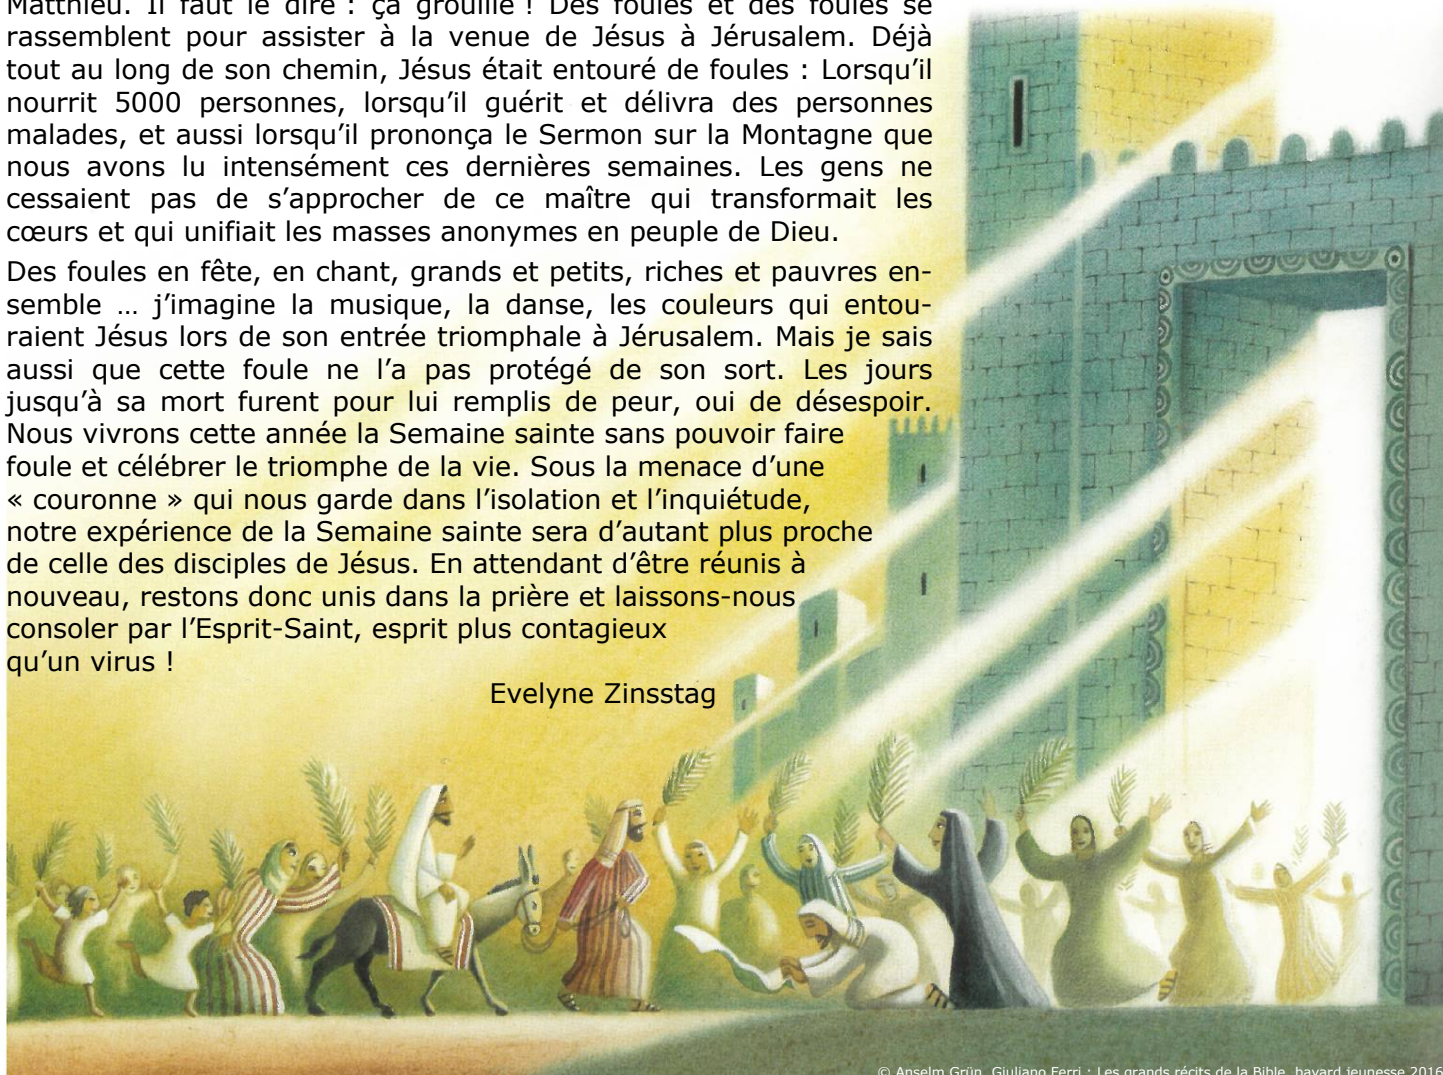 Matthieu. Il faut le dire : ça grouille ! Des foules et des foules se
rassemblent pour assister à la venue de Jésus à Jérusalem. Déjà
tout au long de son chemin, Jésus était entouré de foules : Lorsqu’il
nourrit 5000 personnes, lorsqu’il guérit et délivra des personnes
malades, et aussi lorsqu’il prononça le Sermon sur la Montagne que
nous avons lu intensément ces dernières semaines. Les gens ne
cessaient pas de s’approcher de ce maître qui transformait les
cœurs et qui unifiait les masses anonymes en peuple de Dieu.
Des foules en fête, en chant, grands et petits, riches et pauvres en-
semble … j’imagine la musique, la danse, les couleurs qui entou-
raient Jésus lors de son entrée triomphale à Jérusalem. Mais je sais
aussi que cette foule ne l’a pas protégé de son sort. Les jours
jusqu’à sa mort furent pour lui remplis de peur, oui de désespoir.
Nous vivrons cette année la Semaine sainte sans pouvoir faire
foule et célébrer le triomphe de la vie. Sous la menace d’une
« couronne » qui nous garde dans l’isolation et l’inquiétude,
notre expérience de la Semaine sainte sera d’autant plus proche
de celle des disciples de Jésus. En attendant d’être réunis à
nouveau, restons donc unis dans la prière et laissons-nous
consoler par l’Esprit-Saint, esprit plus contagieux
qu’un virus !
Evelyne Zinsstag
© Anselm Grün, Giuliano Ferri : Les grands récits de la Bible, bayard jeunesse 2016